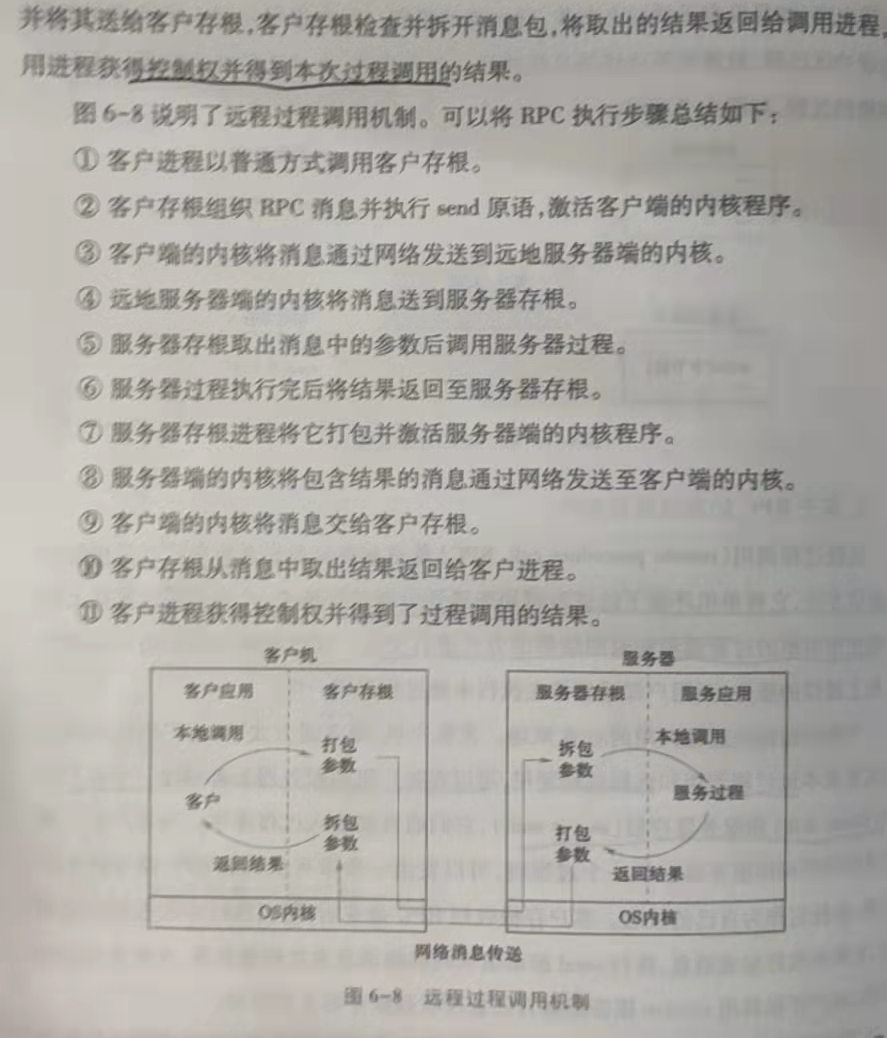 并将其送给客户存根,客户存根检查并拆开消息包,将取出的结果返回给调用进程,
用进程获得控制权并得到本次过程调用的结果。
图 6-8 说明了远程过程调用机制。可以将 RPC 执行步骤总结如下:
① 客户进程以普通方式调用客户存根。
② 客户存根组织 RPC 消息并执行 send 原语,激活客户端的内核程序。
③ 客户端的内核将消息通过网络发送到远地服务器端的内核。
④ 远地服务器端的内核将消息送到服务器存根。
⑤ 服务器存根取出消息中的参数后调用服务器过程。
⑥ 服务器过程执行完后将结果返回至服务器存根。
⑦ 服务器存根进程将它打包并激活服务器端的内核程序。
⑧ 服务器端的内核将包含结果的消息通过网络发送至客户端的内核。
⑨ 客户端的内核将消息交给客户存根。
⑩ 客户存根从消息中取出结果返回给客户进程。
⑪ 客户进程获得控制权并得到了过程调用的结果。
客户机
客户应用 客户存根
本地调用
打包
参数
客户
拆包
参数
返回结果
OS内核
服务器
服务器存根 服务应用
本地调用
拆包
参数
服务过程
打包
参数
返回结果
OS内核
网络消息传送
图 6-8 远程过程调用机制